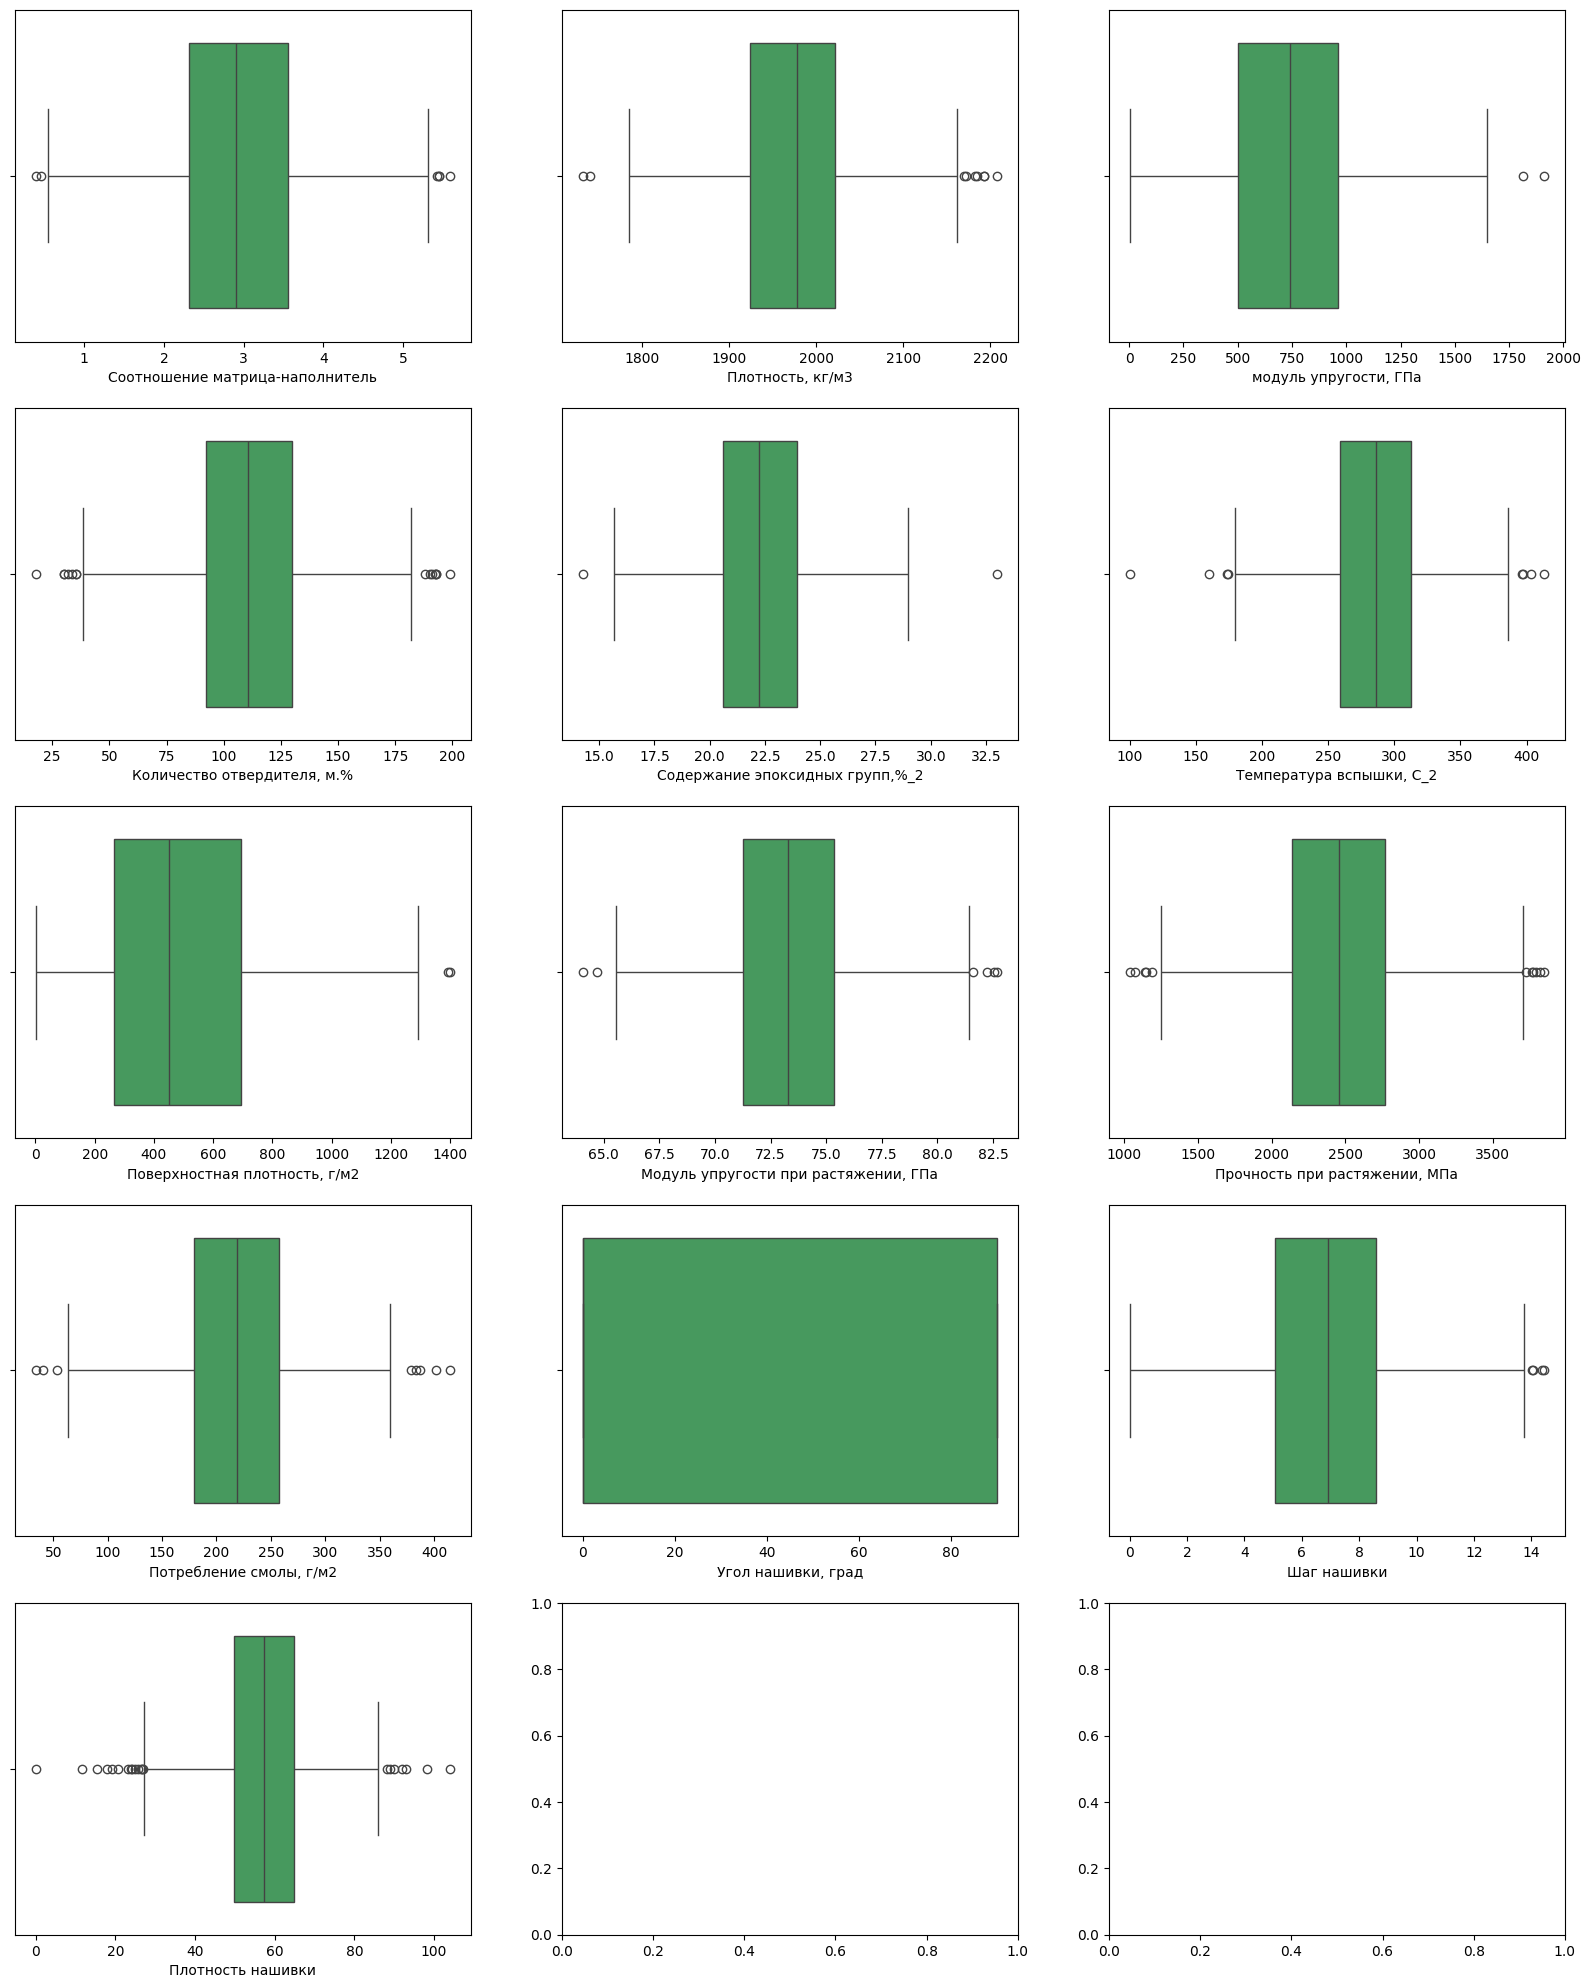 1 2 3 4 5
Соотношение матрица-наполнитель
1800 1900 2000 2100 2200
Плотность, кг/м3
0 250 500 750 1000 1250 1500 1750 2000
модуль упругости, ГПа
25 50 75 100 125 150 175 200
Количество отвердителя, м.%
15.0 17.5 20.0 22.5 25.0 27.5 30.0 32.5
Содержание эпоксидных групп,%_2
100 150 200 250 300 350 400
Температура вспышки, С_2
0 200 400 600 800 1000 1200 1400
Поверхностная плотность, г/м2
65.0 67.5 70.0 72.5 75.0 77.5 80.0 82.5
Модуль упругости при растяжении, ГПа
1000 1500 2000 2500 3000 3500
Прочность при растяжении, МПа
50 100 150 200 250 300 350 400
Потребление смолы, г/м2
0 20 40 60 80
Угол нашивки, град
0 2 4 6 8 10 12 14
Шаг нашивки
0 20 40 60 80 100
Плотность нашивки
1.0
0.8
0.6
0.4
0.2
0.0
0.0 0.2 0.4 0.6 0.8 1.0
1.0
0.8
0.6
0.4
0.2
0.0
0.0 0.2 0.4 0.6 0.8 1.0